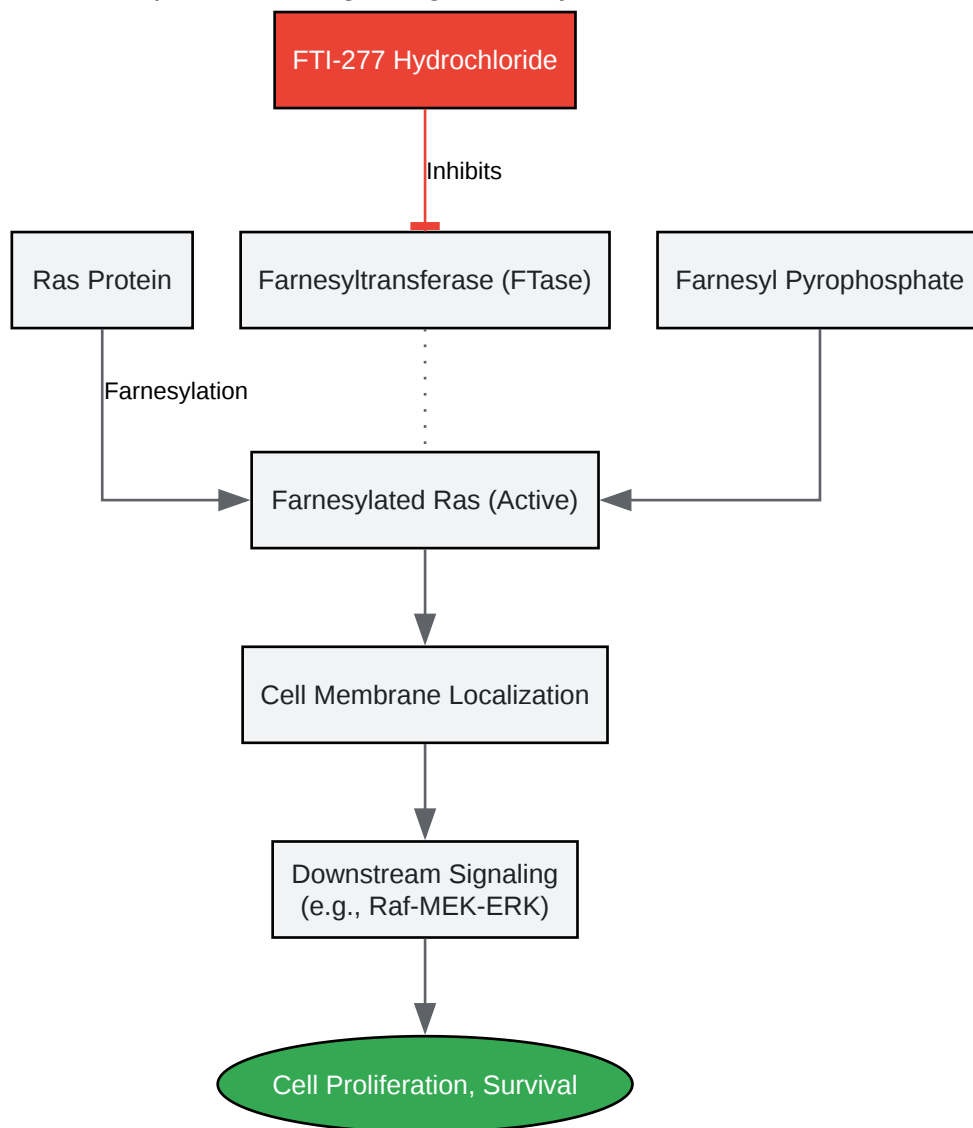 FTI-277 Hydrochloride
Inhibits
Ras Protein
Farnesyltransferase (FTase)
Farnesyl Pyrophosphate
Farnesylation
Farnesylated Ras (Active)
Cell Membrane Localization
Downstream Signaling
(e.g., Raf-MEK-ERK)
Cell Proliferation, Survival